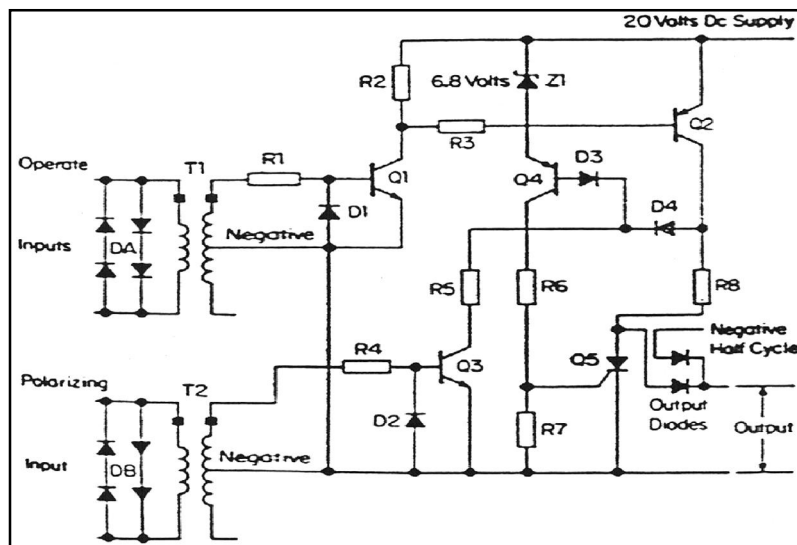 20 Volts Dc Supply
R2
6.8 Volts
Z1
Q2
R3
T1
R1
Operate
Q1
D3
Q4
D1
D4
DA
Negative
Inputs
R5
R6
R8
Negative
Half Cycle
R4
Q3
Q5
Polarizing
T2
Output
Diodes
Output
D2
R7
Input
DB
Negative